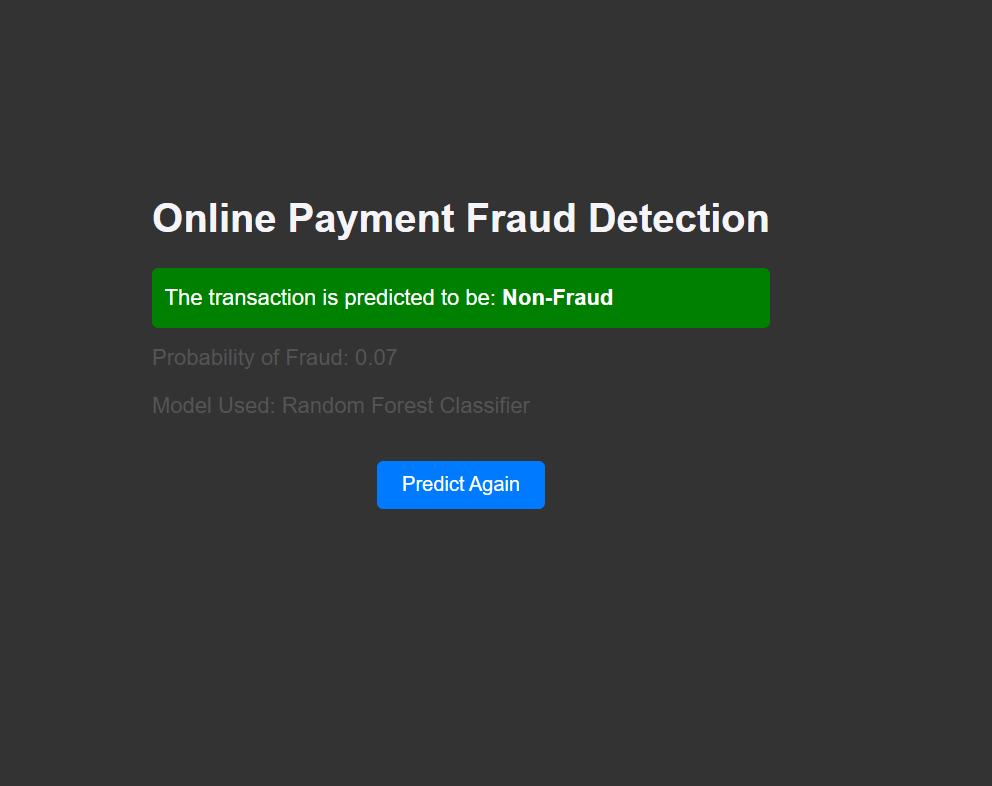 Online Payment Fraud Detection
The transaction is predicted to be: Non-Fraud
Probability of Fraud: 0.07
Model Used: Random Forest Classifier
Predict Again